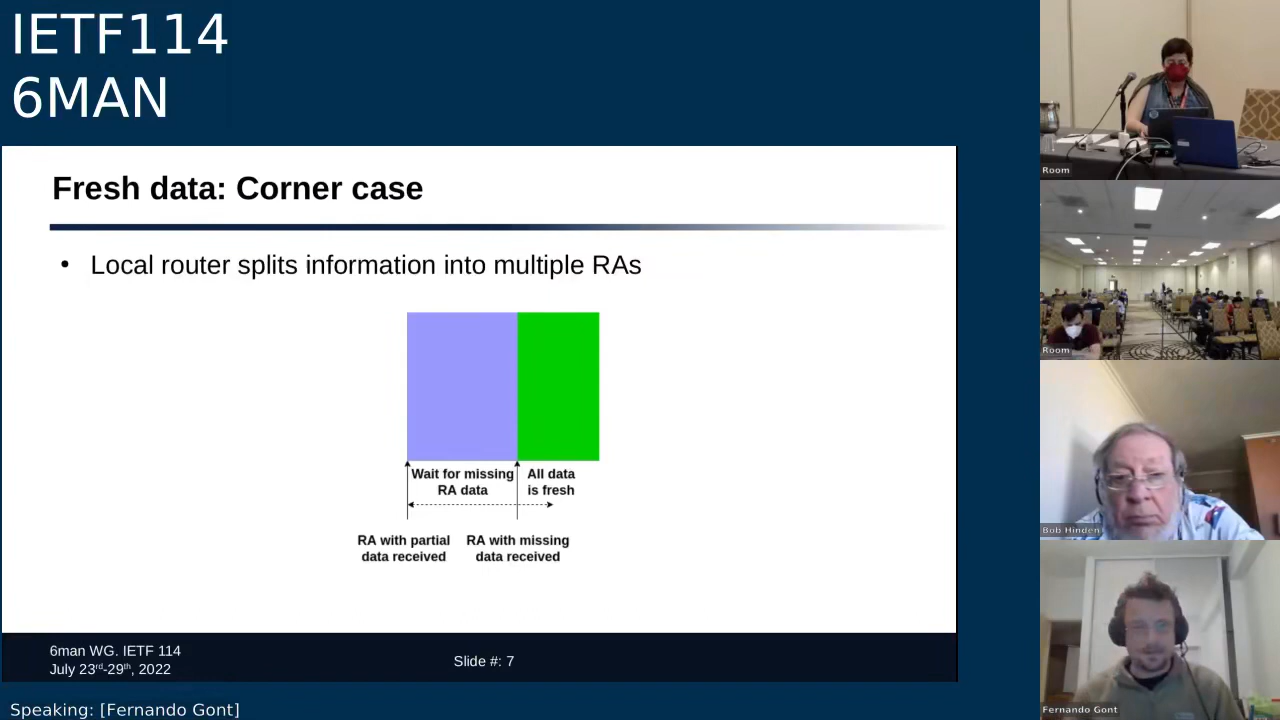 IETF114
6MAN
Fresh data: Corner case
• Local router splits information into multiple RAs
Wait for missing
RA data
All data
is fresh
RA with partial
data received
RA with missing
data received
6man WG. IETF 114
July 23rd-29th, 2022
Slide #: 7
Speaking: [Fernando Gont]
Room
Room
Bob Hinden
Fernando Gont